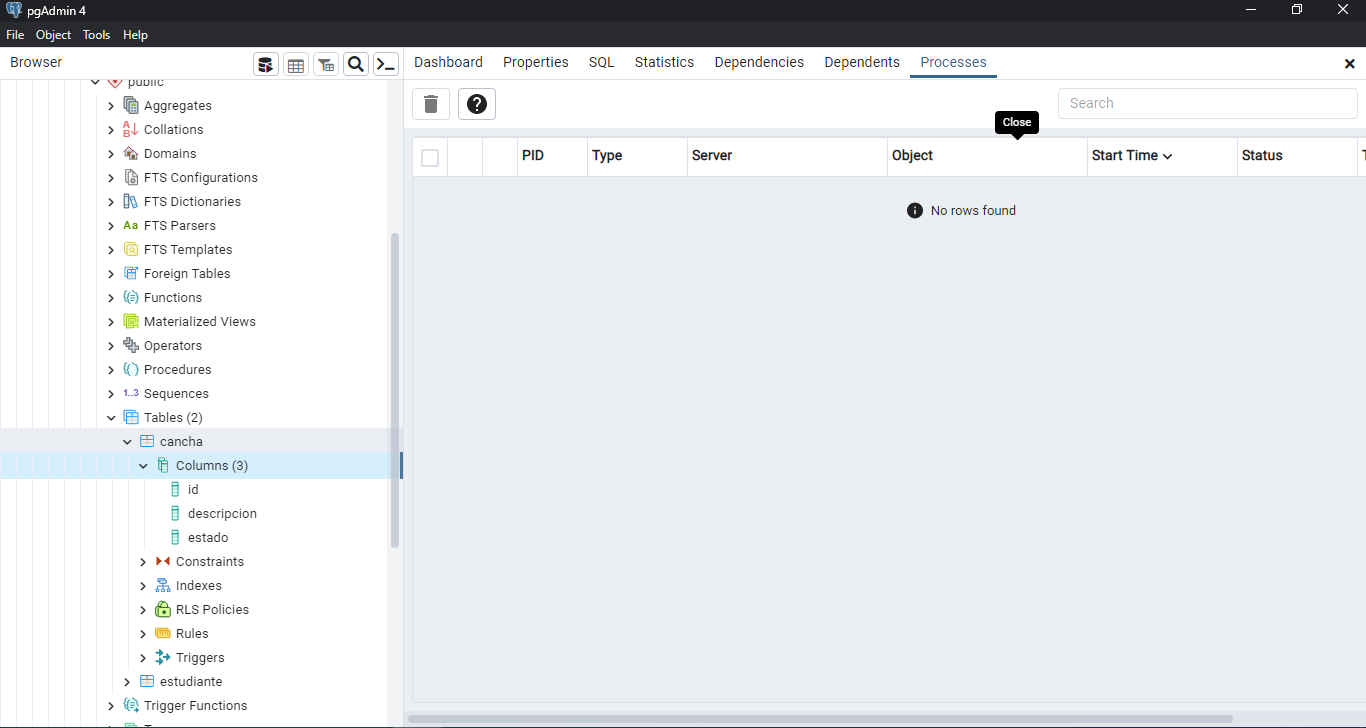 pgAdmin 4
File Object Tools Help
Browser
Dashboard Properties SQL Statistics Dependencies Dependents Processes
public
Aggregates
Collations
Domains
FTS Configurations
FTS Dictionaries
Aa FTS Parsers
FTS Templates
Foreign Tables
Functions
Materialized Views
Operators
Procedures
1..3 Sequences
Tables (2)
cancha
Columns (3)
id
descripcion
estado
Constraints
Indexes
RLS Policies
Rules
Triggers
estudiante
Trigger Functions
Search
Close
PID Type Server Object Start Time Status
No rows found